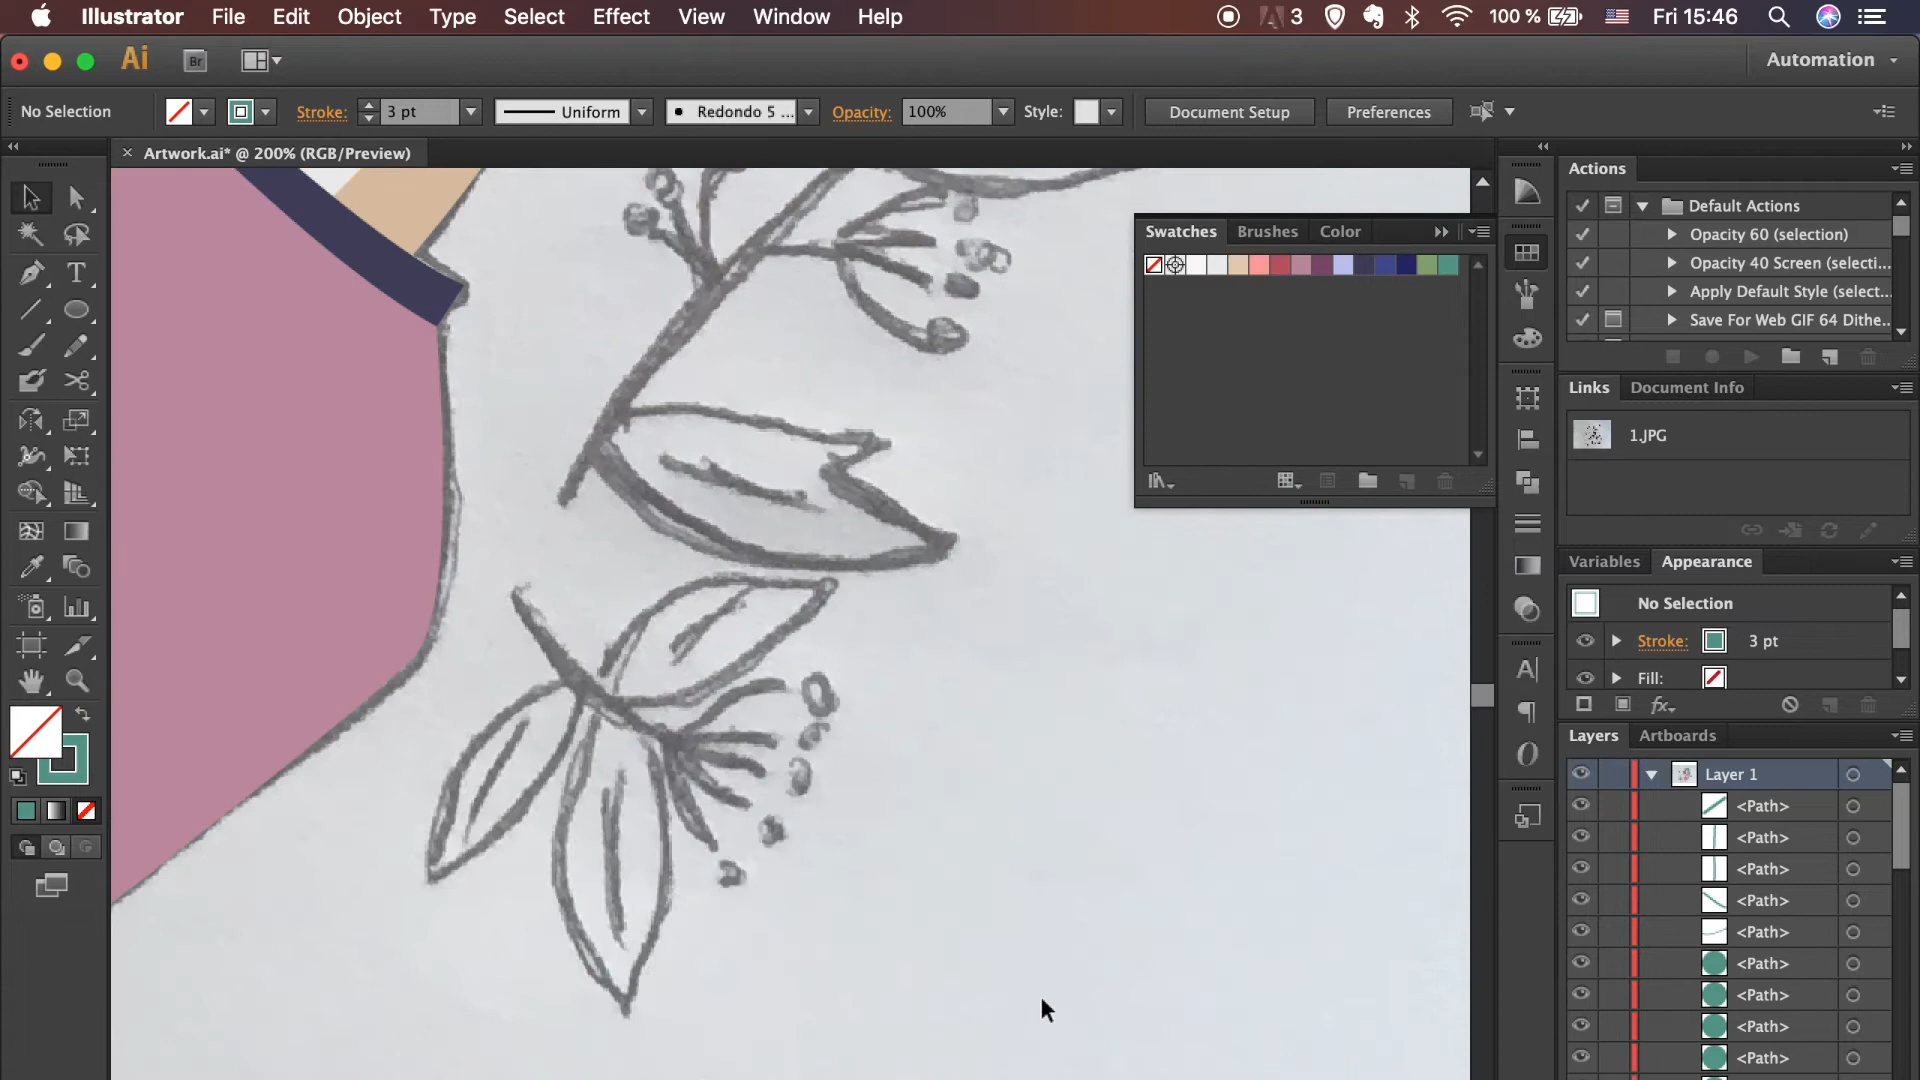 Illustrator File Edit Object Type Select Effect View Window Help 3 100 % Fri 15:46
Ai Br Automation
No Selection Stroke: 3 pt Uniform Redondo 5 ... Opacity: 100% Style: Document Setup Preferences
× Artwork.ai* @ 200% (RGB/Preview)
Swatches Brushes Color
Actions
Default Actions
Opacity 60 (selection)
Opacity 40 Screen (selecti...
Apply Default Style (select...
Save For Web GIF 64 Dithe...
Links Document Info
1.JPG
Variables Appearance
No Selection
Stroke: 3 pt
Fill:
fx
Layers Artboards
Layer 1
<Path>
<Path>
<Path>
<Path>
<Path>
<Path>
<Path>
<Path>
<Path>